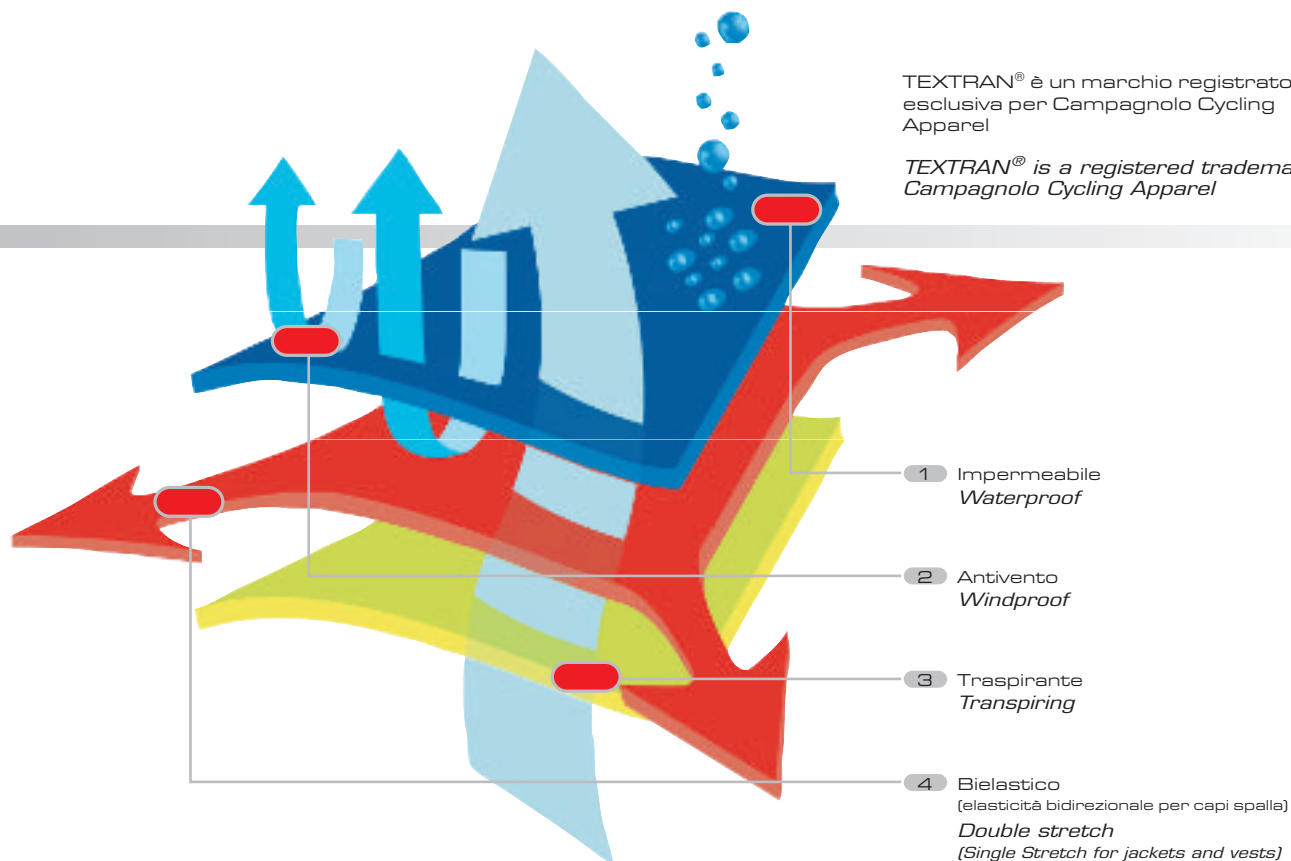 TEXTRAN® è un marchio registrato
esclusiva per Campagnolo Cycling
Apparel
TEXTRAN® is a registered
Campagnolo Cycling Apparel
1 Impermeabile
Waterproof
2 Antivento
Windproof
3 Traspirante
Transpiring
4 Bielastico
(elasticità bidirezionale per capi spalla)
Double stretch
(Single Stretch for jackets and vests)